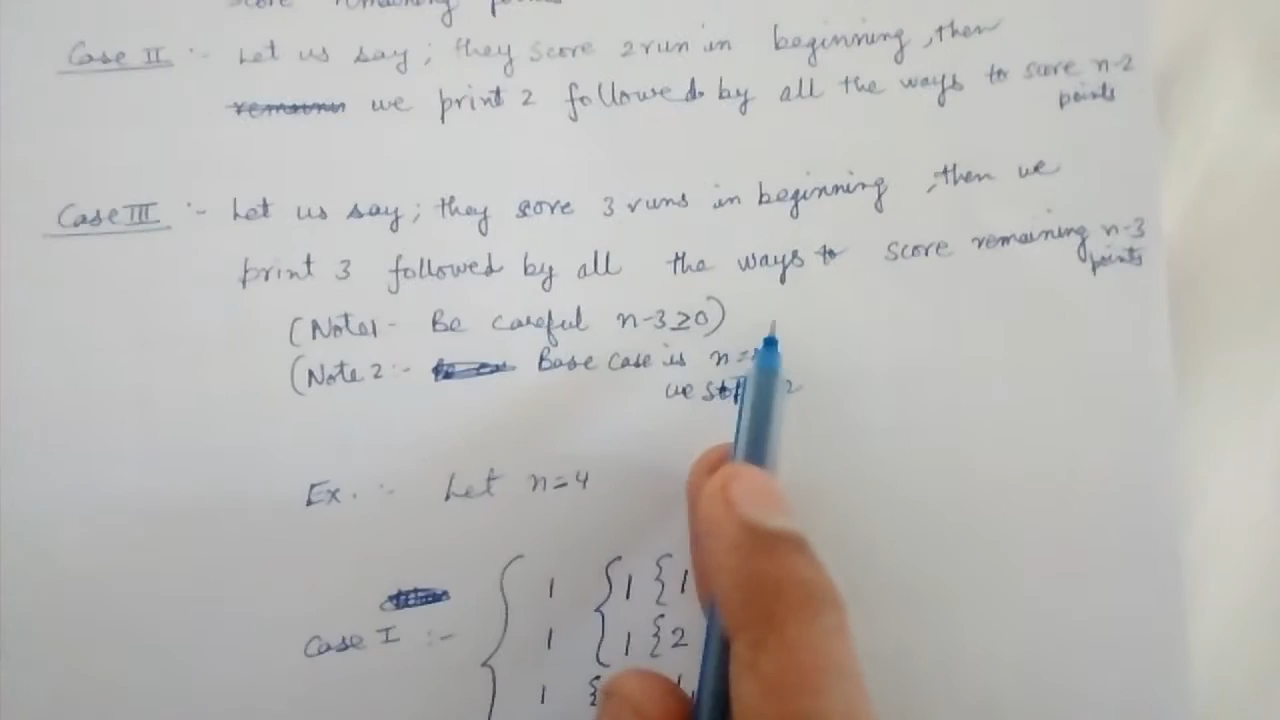 score remaining points
Case II :- Let us say; they score 2 run in beginning, then
we print 2 followed by all the ways to score n-2
points
Case III :- Let us say; they score 3 runs in beginning, then we
print 3 followed by all the ways to score remaining n-3
points
(Note1- Be careful n-3≥0)
(Note 2:- Base case is n=
we
Ex. :- Let n=4
1 { 1 { 1
Case I :- 1 1 { 2
1 {